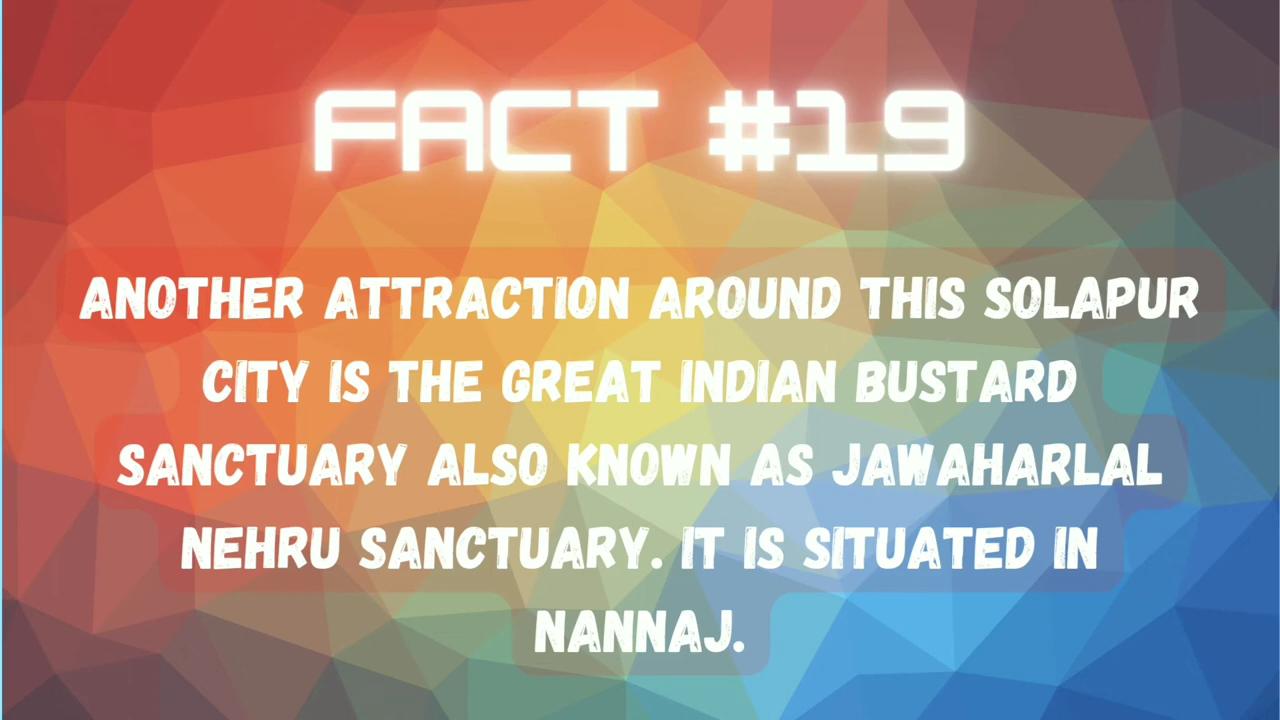 FACT #19
ANOTHER ATTRACTION AROUND THIS SOLAPUR
CITY IS THE GREAT INDIAN BUSTARD
SANCTUARY ALSO KNOWN AS JAWAHARLAL
NEHRU SANCTUARY. IT IS SITUATED IN
NANNAJ.